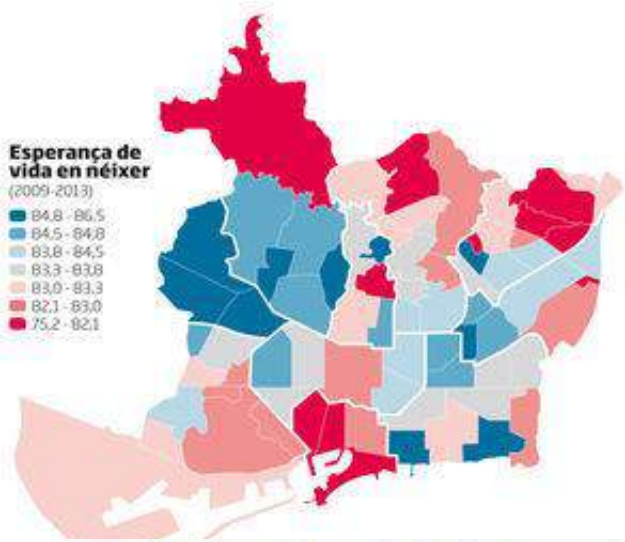 Esperança de
vida en néixer
(2009-2013)
84,8 - 86,5
84,5 - 84,8
83,8 - 84,5
83,3 - 83,8
83,0 - 83,3
82,1 - 83,0
75,2 - 82,1